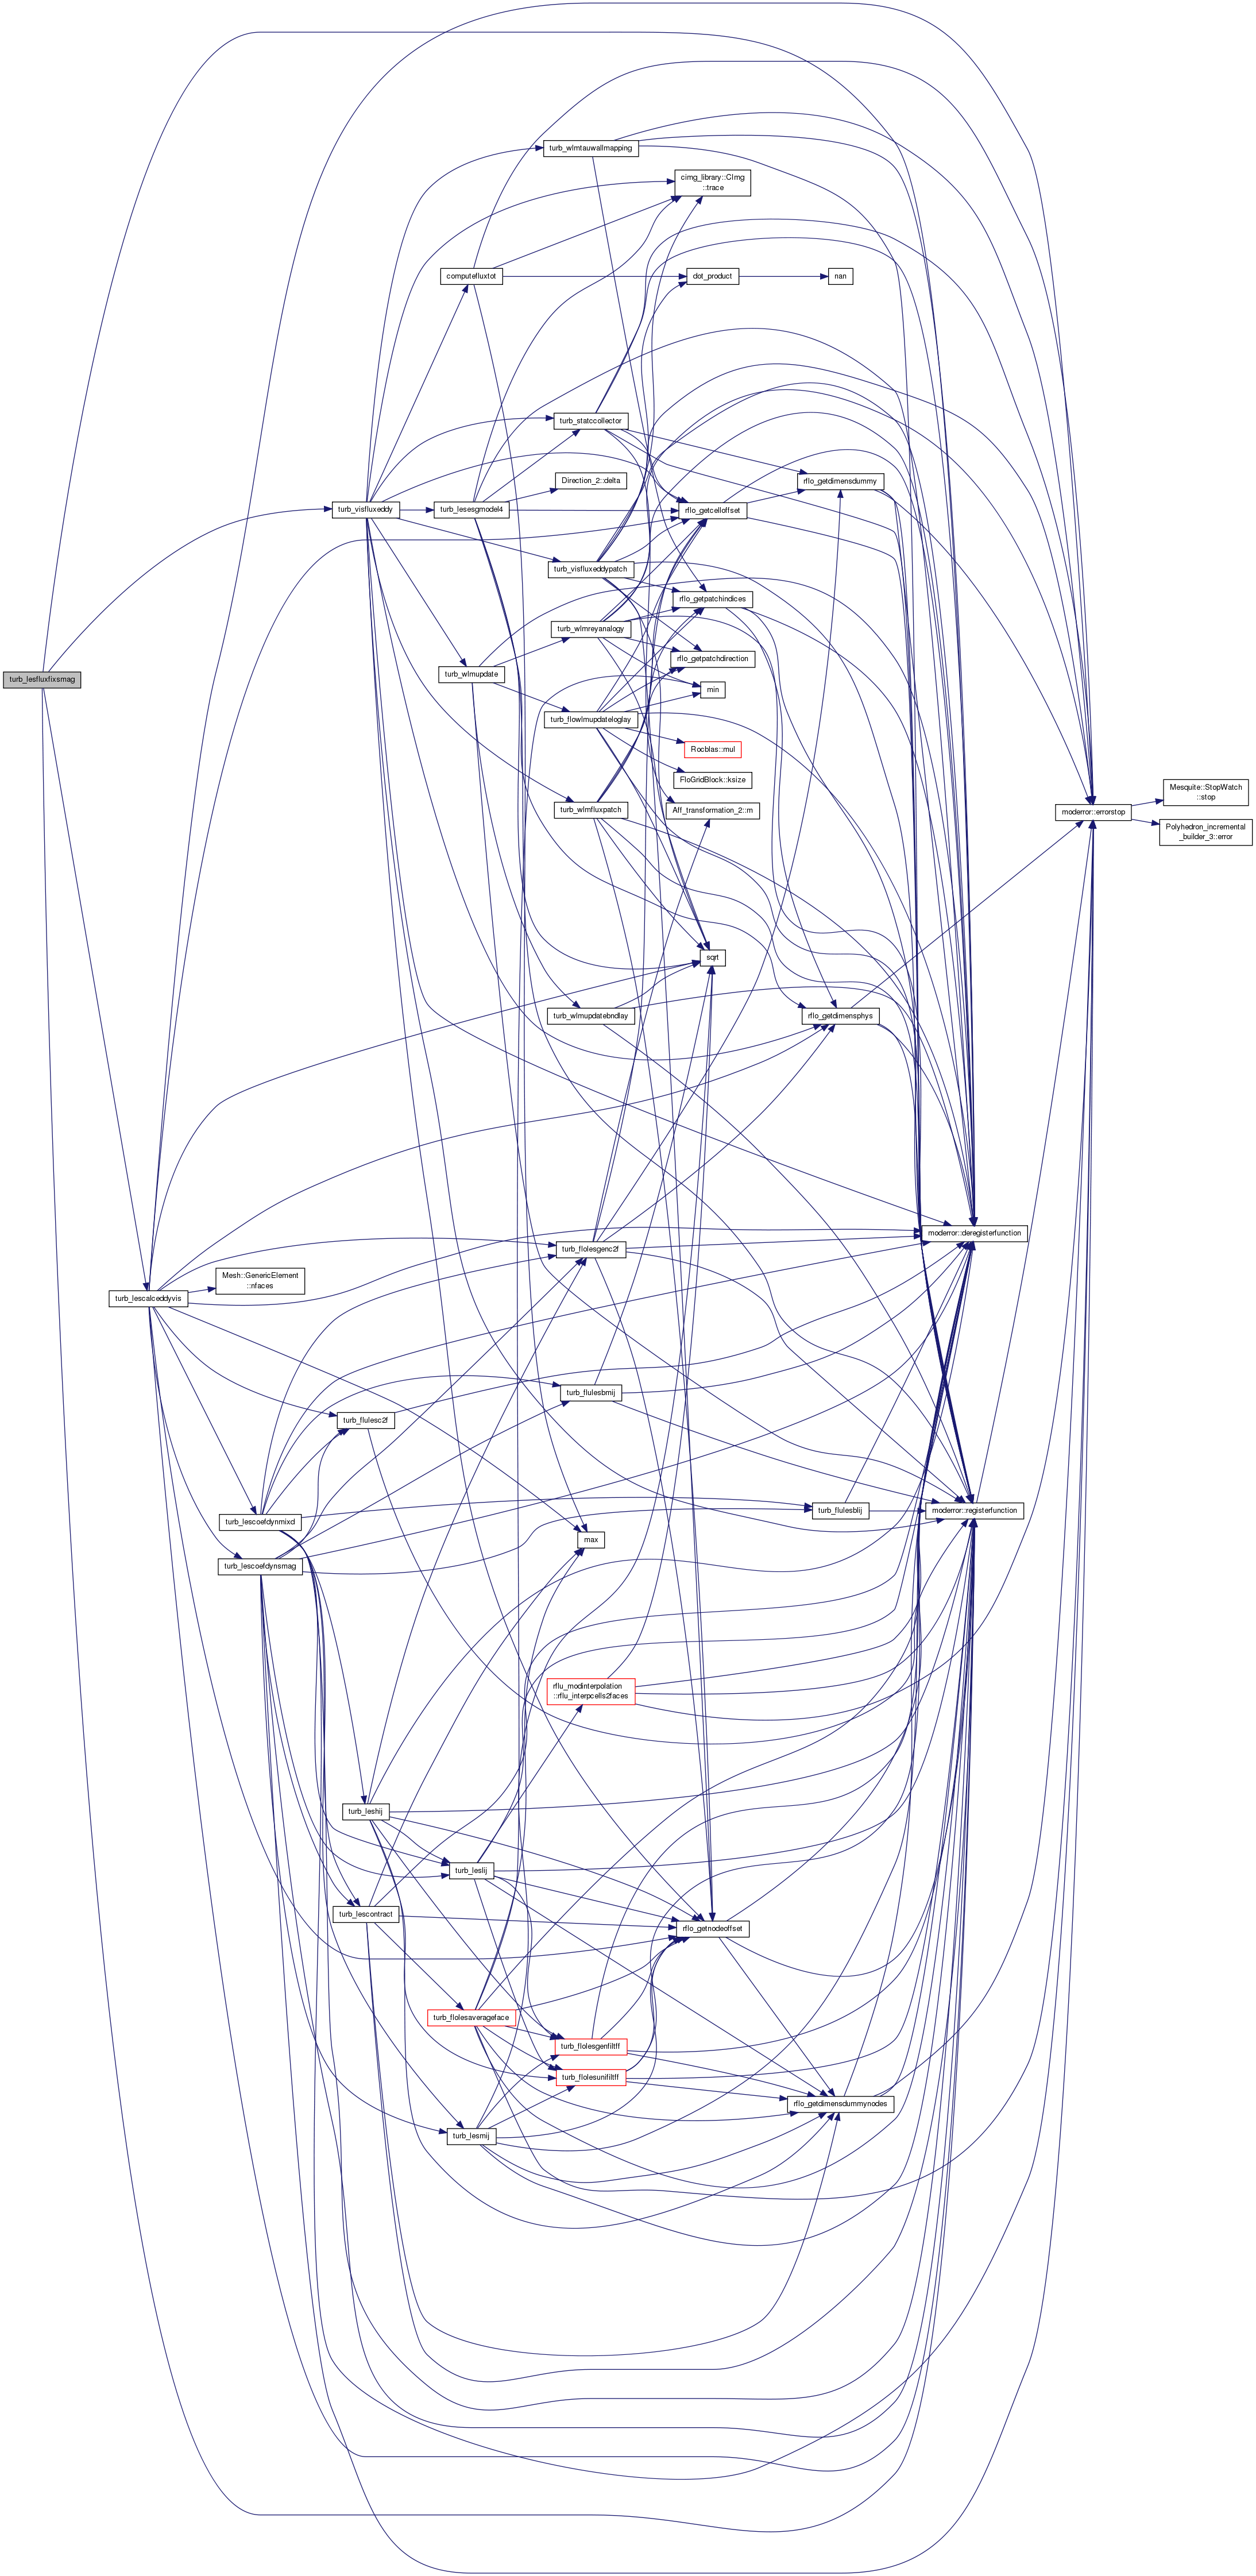 turb_wlmtauwallmapping
cimg_library::CImg
::trace
computefluxtot
dot_product
nan
turb_statccollector
Direction_2::delta
rflo_getdimensdummy
turb_visfluxeddy
turb_lesesgmodel4
rflo_getcelloffset
turb_visfluxeddypatch
rflo_getpatchindices
turb_wlmreyanalogy
rflo_getpatchdirection
turb_wlmupdate
turb_lesfluxfixsmag
min
turb_flowlmupdateloglay
Rocblas::mul
FloGridBlock::ksize
Mesquite::StopWatch
::stop
turb_wlmfluxpatch
Aff_transformation_2::m
moderror::errorstop
Polyhedron_incremental
_builder_3::error
sqrt
turb_wlmupdatebndlay
rflo_getdimensphys
moderror::deregisterfunction
turb_flolesgenc2f
Mesh::GenericElement
::nfaces
turb_lescalceddyvis
turb_flulesbmij
turb_flulesc2f
turb_flulesblij
moderror::registerfunction
turb_lescoefdynmixd
max
turb_lescoefdynsmag
rflu_modinterpolation
::rflu_interpcells2faces
turb_leshij
turb_leslij
turb_lescontract
rflo_getnodeoffset
turb_flolesaverageface
turb_flolesgenfiltff
turb_flolesunifiltff
rflo_getdimensdummynodes
turb_lesmij